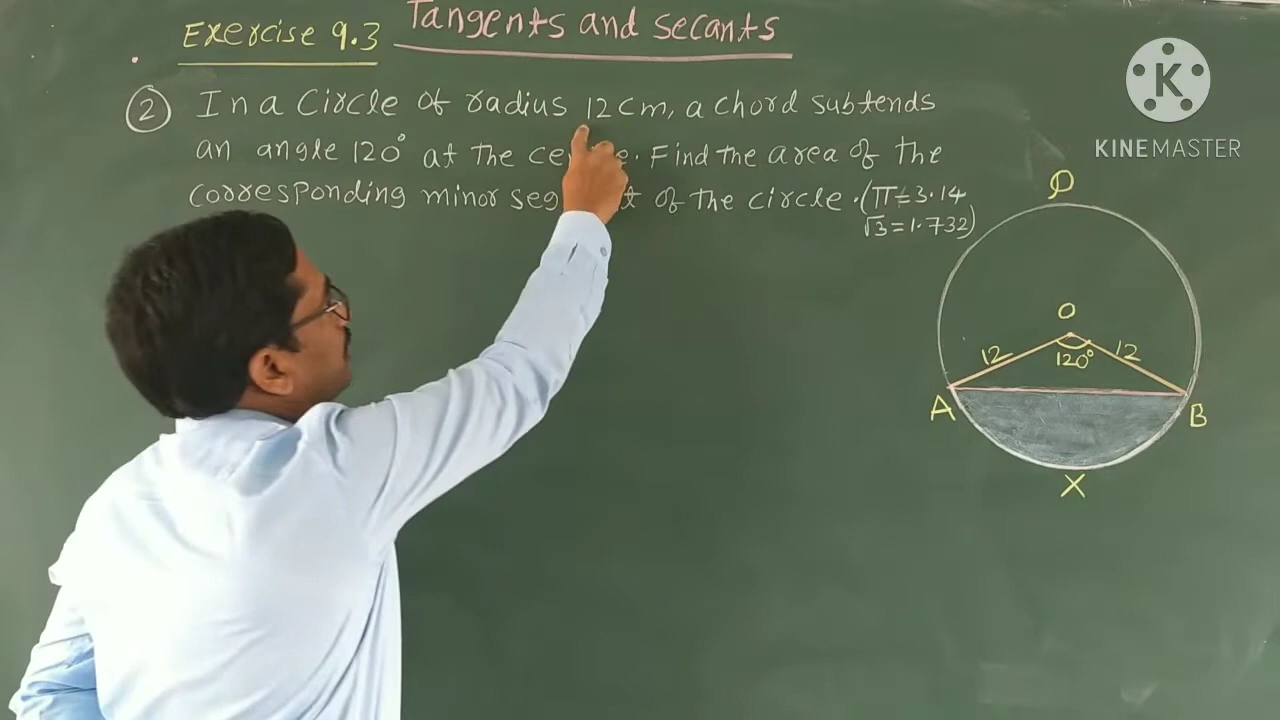 Tangents and secants
Exercise 9.3
② In a circle of radius 12cm, a chord subtends
an angle 120° at the . Find the area of the
corresponding minor of the circle. (π=3.14
√3=1.732)
K
KINEMASTER
Q
O
12 12
120°
A B
X